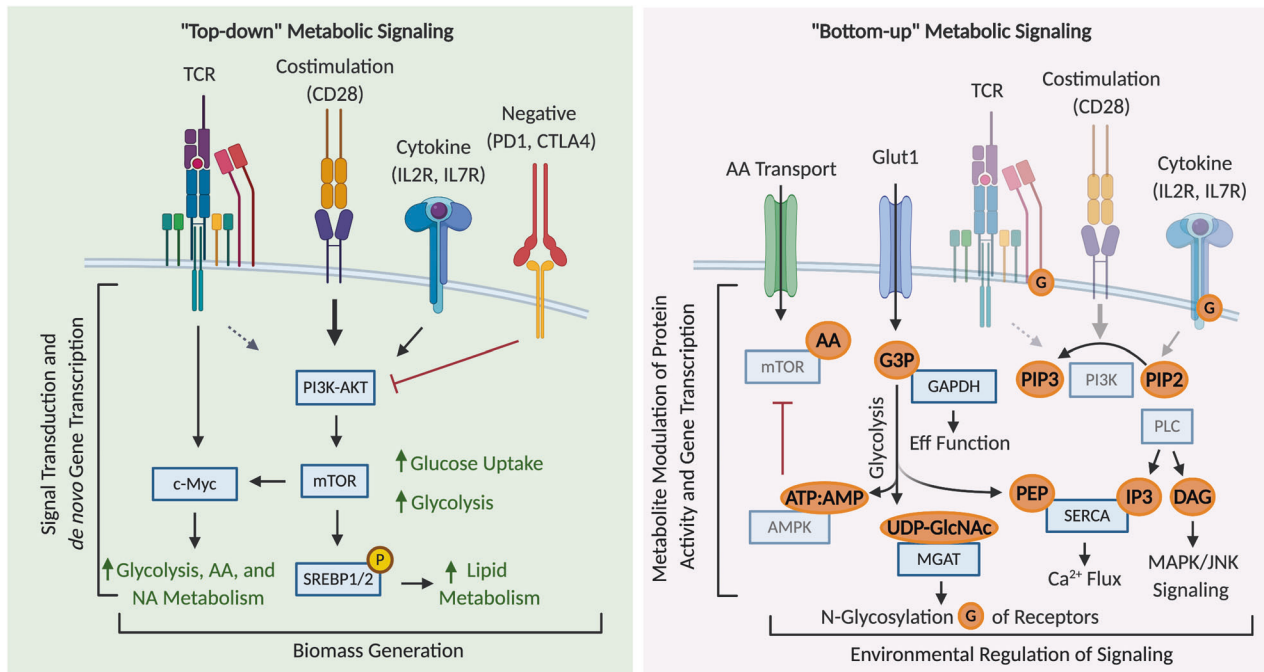 "Top-down" Metabolic Signaling
TCR
Costimulation
(CD28)
Cytokine
(IL2R, IL7R)
Negative
(PD1, CTLA4)
Signal Transduction and
de novo Gene Transcription
PI3K-AKT
c-Myc
mTOR
Glucose Uptake
Glycolysis
P
SREBP1/2
Glycolysis, AA, and
NA Metabolism
Lipid
Metabolism
Biomass Generation
"Bottom-up" Metabolic Signaling
AA Transport
Glut1
TCR
Costimulation
(CD28)
Cytokine
(IL2R, IL7R)
G
G
Metabolite Modulation of Protein
Activity and Gene Transcription
AA
mTOR
G3P
GAPDH
Eff Function
Glycolysis
PIP3
PI3K
PIP2
PLC
ATP:AMP
AMPK
UDP-GlcNAc
MGAT
PEP
IP3
SERCA
DAG
Ca²⁺ Flux
MAPK/JNK
Signaling
N-Glycosylation G of Receptors
Environmental Regulation of Signaling